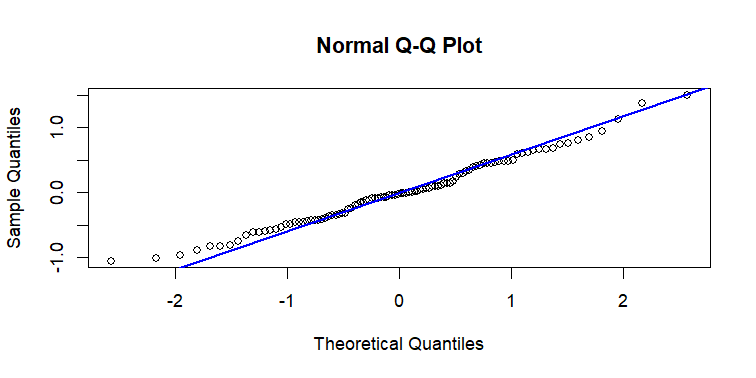 Normal Q-Q Plot
Sample Quantiles
1.0
0.0
-1.0
-2 -1 0 1 2
Theoretical Quantiles